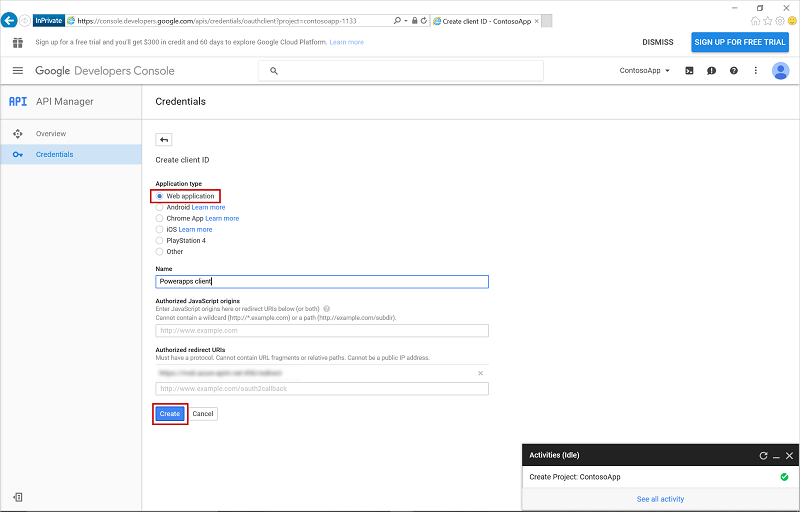 InPrivate
https://console.developers.google.com/apis/credentials/oauthclient?project=contosoapp-1133
Create client ID - ContosoApp
Sign up for a free trial and you'll get $300 in credit and 60 days to explore Google Cloud Platform. Learn more
DISMISS
SIGN UP FOR FREE TRIAL
Google Developers Console
ContosoApp
API
API Manager
Credentials
Overview
Credentials
Create client ID
Application type
Web application
Android Learn more
Chrome App Learn more
iOS Learn more
PlayStation 4
Other
Name
Powerapps client
Authorized JavaScript origins
Enter JavaScript origins here or redirect URIs below (or both)
Cannot contain a wildcard (http://*.example.com) or a path (http://example.com/subdir).
http://www.example.com
Authorized redirect URIs
Must have a protocol. Cannot contain URL fragments or relative paths. Cannot be a public IP address.
http://www.example.com/oauth2callback
Create
Cancel
Activities (Idle)
Create Project: ContosoApp
See all activity